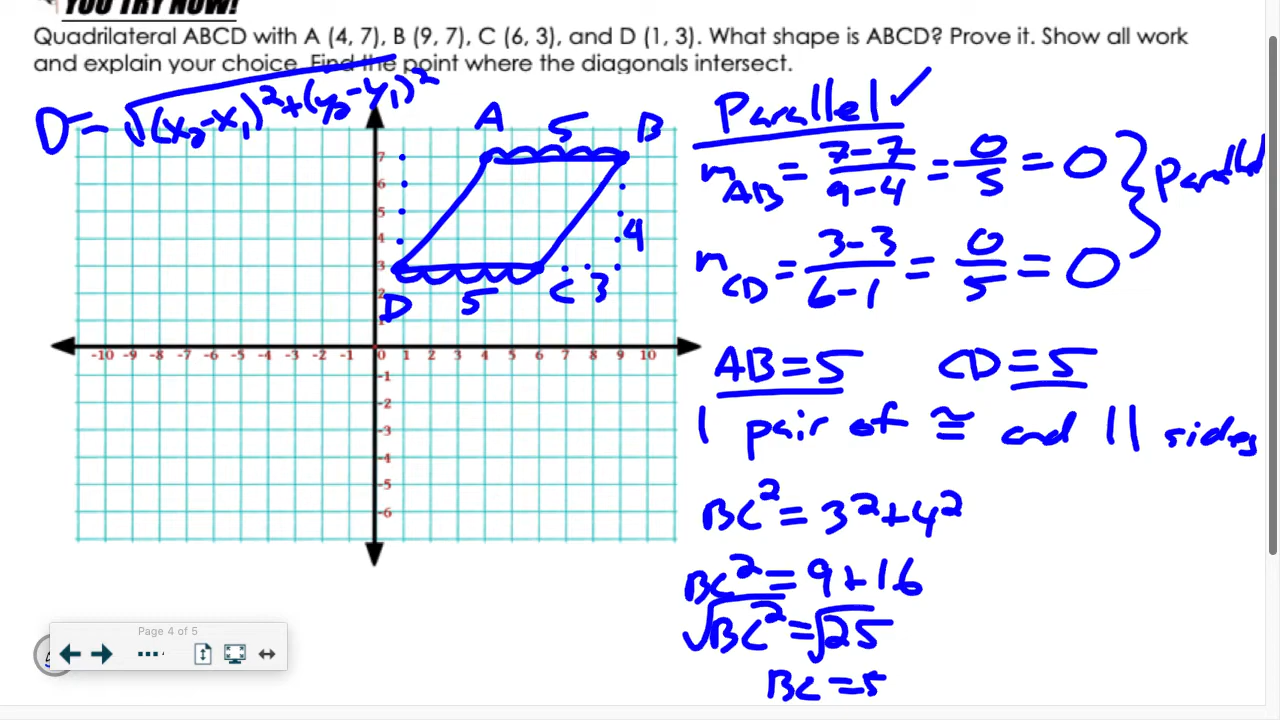 YOU TRY NOW!
Quadrilateral ABCD with A (4, 7), B (9, 7), C (6, 3), and D (1, 3). What shape is ABCD? Prove it. Show all work
and explain your choice. Find the point where the diagonals intersect.
D = √(x₂-x₁)²+(y₂-y₁)²
Parallel ✓
m_AB = 7-7/9-4 = 0/5 = 0
m_CD = 3-3/6-1 = 0/5 = 0
} Parallel
A 5 B
7
6
5
4
3
2
1
4
D 5 C 3
-10 -9 -8 -7 -6 -5 -4 -3 -2 -1 0 1 2 3 4 5 6 7 8 9 10
-1
-2
-3
-4
-5
-6
AB = 5 CD = 5
1 pair of ≅ and || sides
BC² = 3²+4²
BC² = 9+16
√BC² = √25
BC = 5
Page 4 of 5